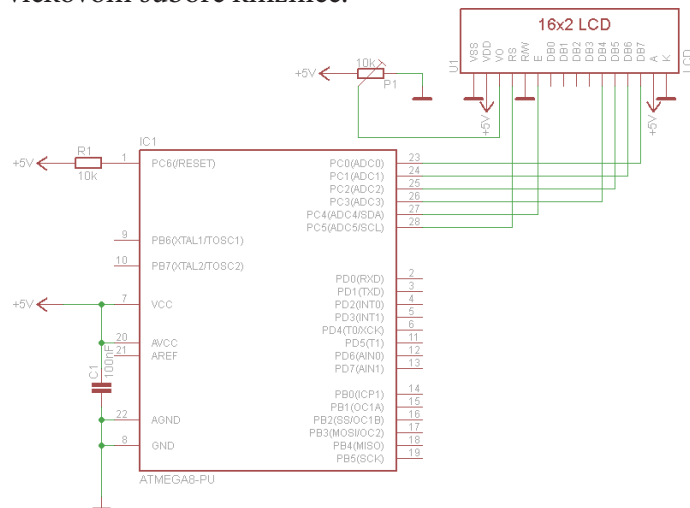 vičkovom súbore knižnice.
16x2 LCD
U1
VSS
VDD
VO
RS
R/W
E
DB0
DB1
DB2
DB3
DB4
DB5
DB6
DB7
A
K
LCD
+5V
10k
P1
+5V
+5V
IC1
+5V
R1
10k
1
PC6(/RESET)
PC0(ADC0)
23
PC1(ADC1)
24
PC2(ADC2)
25
PC3(ADC3)
26
PC4(ADC4/SDA)
27
PC5(ADC5/SCL)
28
9
PB6(XTAL1/TOSC1)
10
PB7(XTAL2/TOSC2)
PD0(RXD)
2
PD1(TXD)
3
+5V
7
VCC
PD2(INT0)
4
PD3(INT1)
5
PD4(T0/XCK)
6
20
AVCC
PD5(T1)
11
21
AREF
PD6(AIN0)
12
PD7(AIN1)
13
C1
100nF
PB0(ICP1)
14
PB1(OC1A)
15
22
AGND
PB2(SS/OC1B)
16
PB3(MOSI/OC2)
17
8
GND
PB4(MISO)
18
PB5(SCK)
19
ATMEGA8-PU